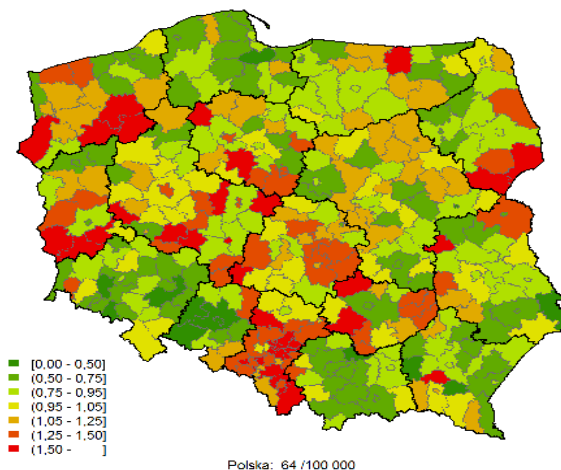 [0,00 - 0,50]
(0,50 - 0,75]
(0,75 - 0,95]
(0,95 - 1,05]
(1,05 - 1,25]
(1,25 - 1,50]
(1,50 -       ]
Polska: 64 /100 000